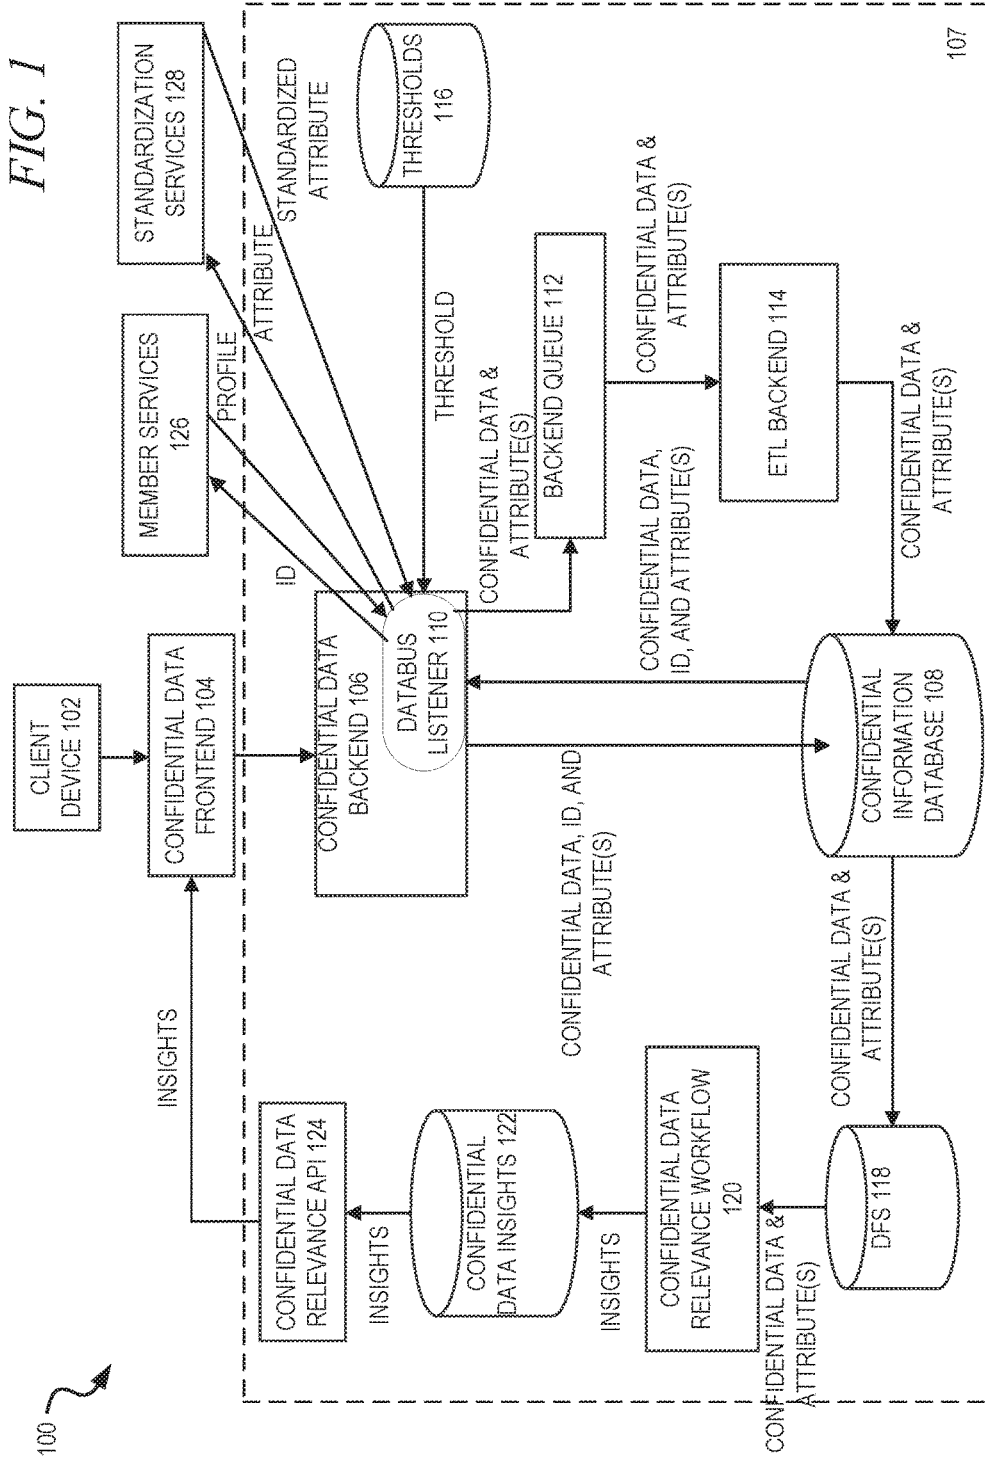 FIG. 1
100
CLIENT
DEVICE 102
MEMBER SERVICES
126
STANDARDIZATION
SERVICES 128
CONFIDENTIAL DATA
FRONTEND 104
INSIGHTS
ID
PROFILE
ATTRIBUTE
STANDARDIZED
ATTRIBUTE
CONFIDENTIAL DATA
RELEVANCE API 124
CONFIDENTIAL DATA
BACKEND 106
DATABUS
LISTENER 110
THRESHOLD
THRESHOLDS
116
INSIGHTS
CONFIDENTIAL
DATA INSIGHTS 122
CONFIDENTIAL DATA &
ATTRIBUTE(S)
BACKEND QUEUE 112
INSIGHTS
CONFIDENTIAL DATA, ID, AND
ATTRIBUTE(S)
CONFIDENTIAL DATA,
ID, AND ATTRIBUTE(S)
CONFIDENTIAL DATA &
ATTRIBUTE(S)
CONFIDENTIAL DATA
RELEVANCE WORKFLOW
120
ETL BACKEND 114
CONFIDENTIAL DATA &
ATTRIBUTE(S)
CONFIDENTIAL DATA &
ATTRIBUTE(S)
CONFIDENTIAL DATA &
ATTRIBUTE(S)
DFS 118
CONFIDENTIAL
INFORMATION
DATABASE 108
107